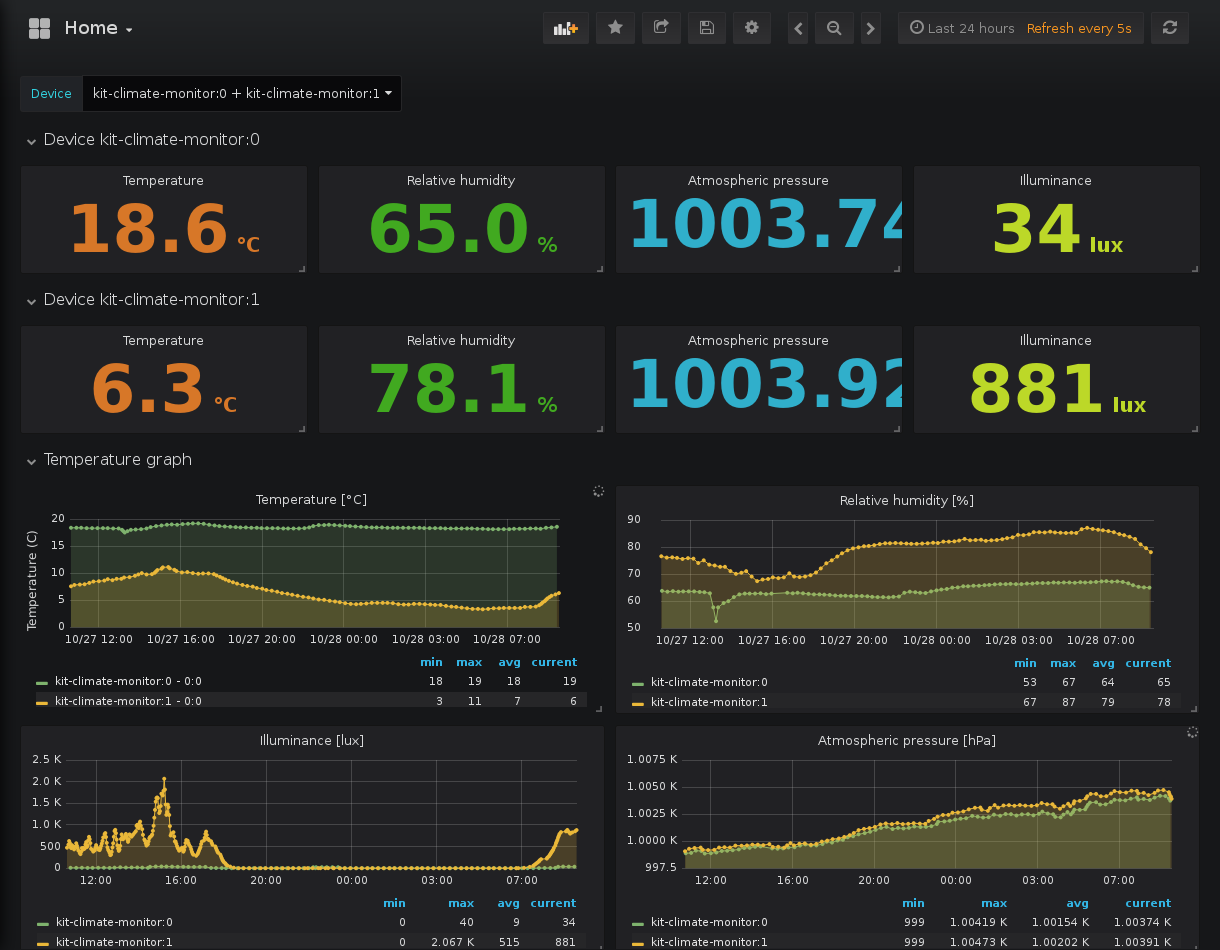 Home
Last 24 hours Refresh every 5s
Device kit-climate-monitor:0 + kit-climate-monitor:1
Device kit-climate-monitor:0
Temperature Relative humidity Atmospheric pressure Illuminance
18.6 °C 65.0 % 1003.74 34 lux
Device kit-climate-monitor:1
Temperature Relative humidity Atmospheric pressure Illuminance
6.3 °C 78.1 % 1003.92 881 lux
Temperature graph
Temperature [°C]
Temperature (C)
20
15
10
5
0
10/27 12:00 10/27 16:00 10/27 20:00 10/28 00:00 10/28 03:00 10/28 07:00
min max avg current
kit-climate-monitor:0 - 0:0 18 19 18 19
kit-climate-monitor:1 - 0:0 3 11 7 6
Relative humidity [%]
90
80
70
60
50
10/27 12:00 10/27 16:00 10/27 20:00 10/28 00:00 10/28 03:00 10/28 07:00
min max avg current
kit-climate-monitor:0 53 67 64 65
kit-climate-monitor:1 67 87 79 78
Illuminance [lux]
2.5 K
2.0 K
1.5 K
1.0 K
500
0
12:00 16:00 20:00 00:00 03:00 07:00
min max avg current
kit-climate-monitor:0 0 40 9 34
kit-climate-monitor:1 0 2.067 K 515 881
Atmospheric pressure [hPa]
1.0075 K
1.0050 K
1.0025 K
1.0000 K
997.5
12:00 16:00 20:00 00:00 03:00 07:00
min max avg current
kit-climate-monitor:0 999 1.00419 K 1.00154 K 1.00374 K
kit-climate-monitor:1 999 1.00473 K 1.00202 K 1.00391 K